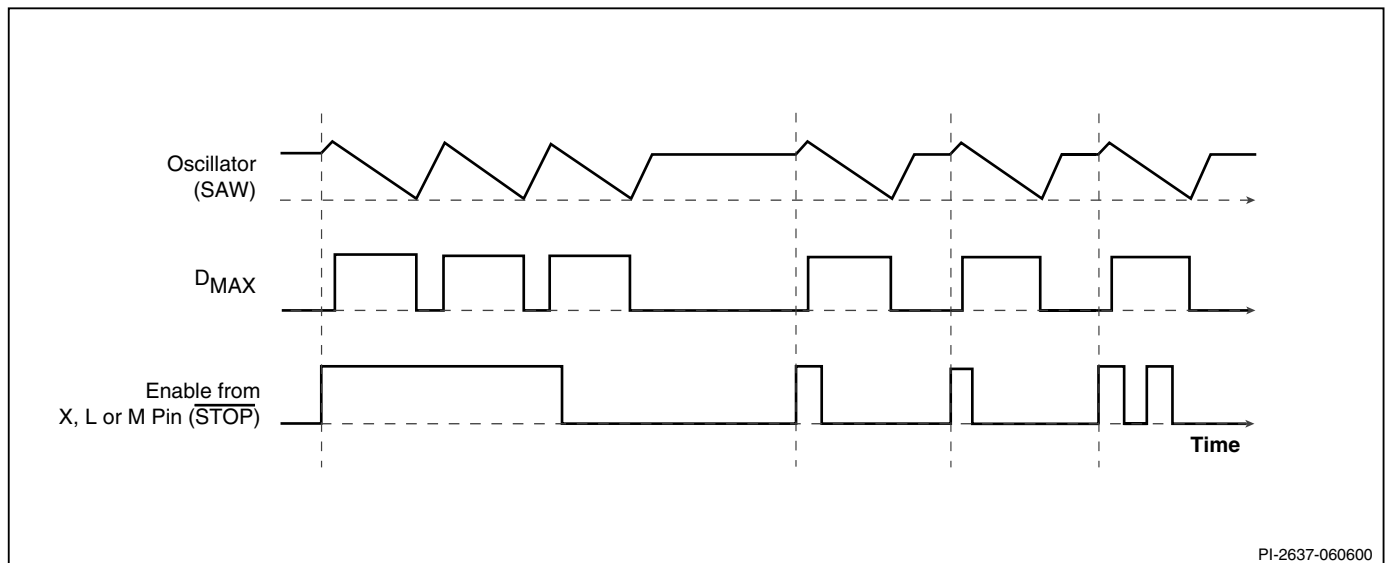 Oscillator
(SAW)
DMAX
Enable from
X, L or M Pin (STOP)
Time
PI-2637-060600